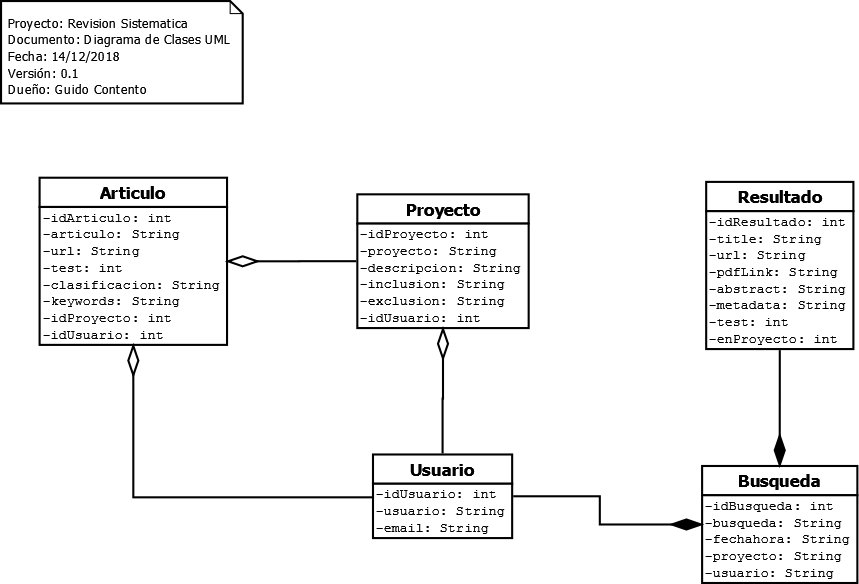 Proyecto: Revision Sistematica
Documento: Diagrama de Clases UML
Fecha: 14/12/2018
Versión: 0.1
Dueño: Guido Contento
Articulo
-idArticulo: int
-articulo: String
-url: String
-test: int
-clasificacion: String
-keywords: String
-idProyecto: int
-idUsuario: int
Proyecto
-idProyecto: int
-proyecto: String
-descripcion: String
-inclusion: String
-exclusion: String
-idUsuario: int
Resultado
-idResultado: int
-title: String
-url: String
-pdfLink: String
-abstract: String
-metadata: String
-test: int
-enProyecto: int
Usuario
-idUsuario: int
-usuario: String
-email: String
Busqueda
-idBusqueda: int
-busqueda: String
-fechahora: String
-proyecto: String
-usuario: String